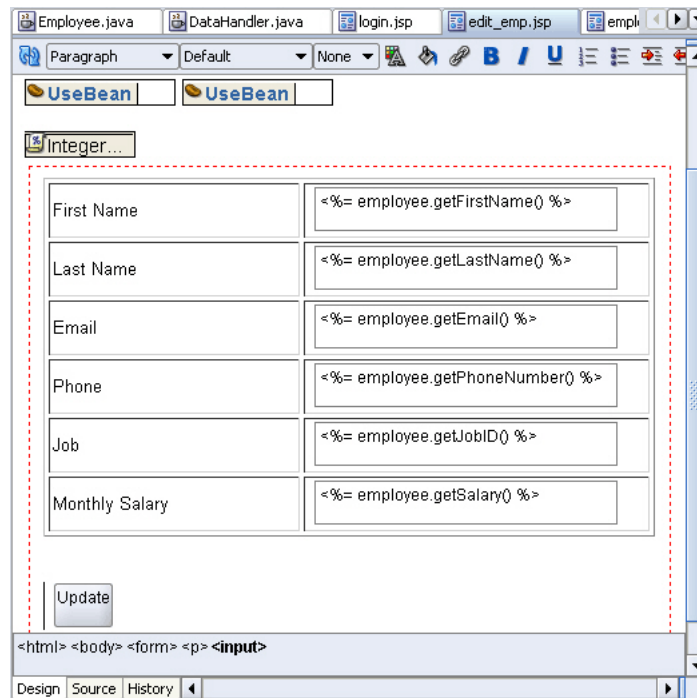 Employee.java DataHandler.java login.jsp edit_emp.jsp empl
Paragraph Default None B I U
UseBean UseBean
Integer...
First Name <%= employee.getFirstName() %>
Last Name <%= employee.getLastName() %>
Email <%= employee.getEmail() %>
Phone <%= employee.getPhoneNumber() %>
Job <%= employee.getJobID() %>
Monthly Salary <%= employee.getSalary() %>
Update
<html> <body> <form> <p> <input>
Design Source History